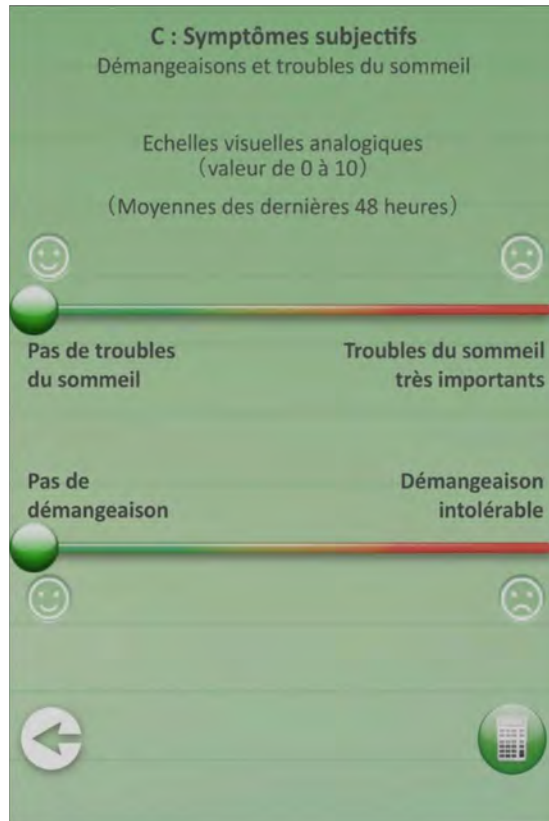 C : Symptômes subjectifs
Démangeaisons et troubles du sommeil
Echelles visuelles analogiques
(valeur de 0 à 10)
(Moyennes des dernières 48 heures)
Pas de troubles
du sommeil
Troubles du sommeil
très importants
Pas de
démangeaison
Démangeaison
intolérable